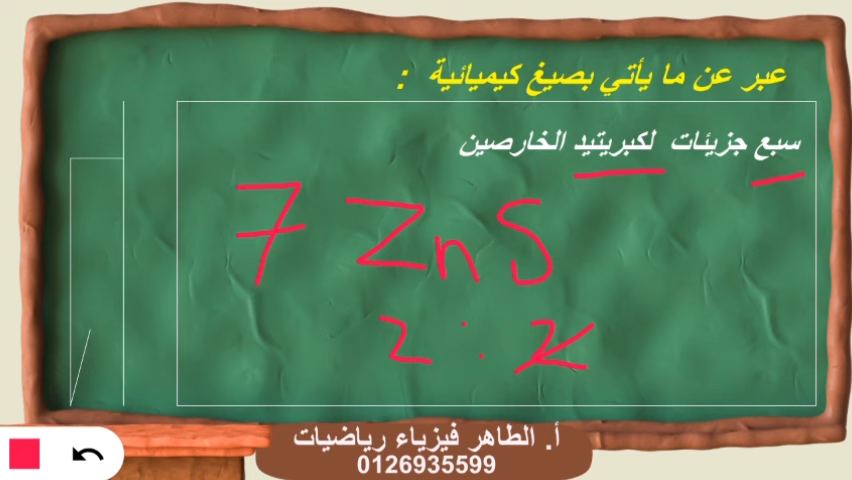 عبر عن ما يأتي بصيغ كيميائية :
سبع جزيئات لكبريتيد الخارصين
7 ZnS
2 : 2
أ. الطاهر فيزياء رياضيات
0126935599